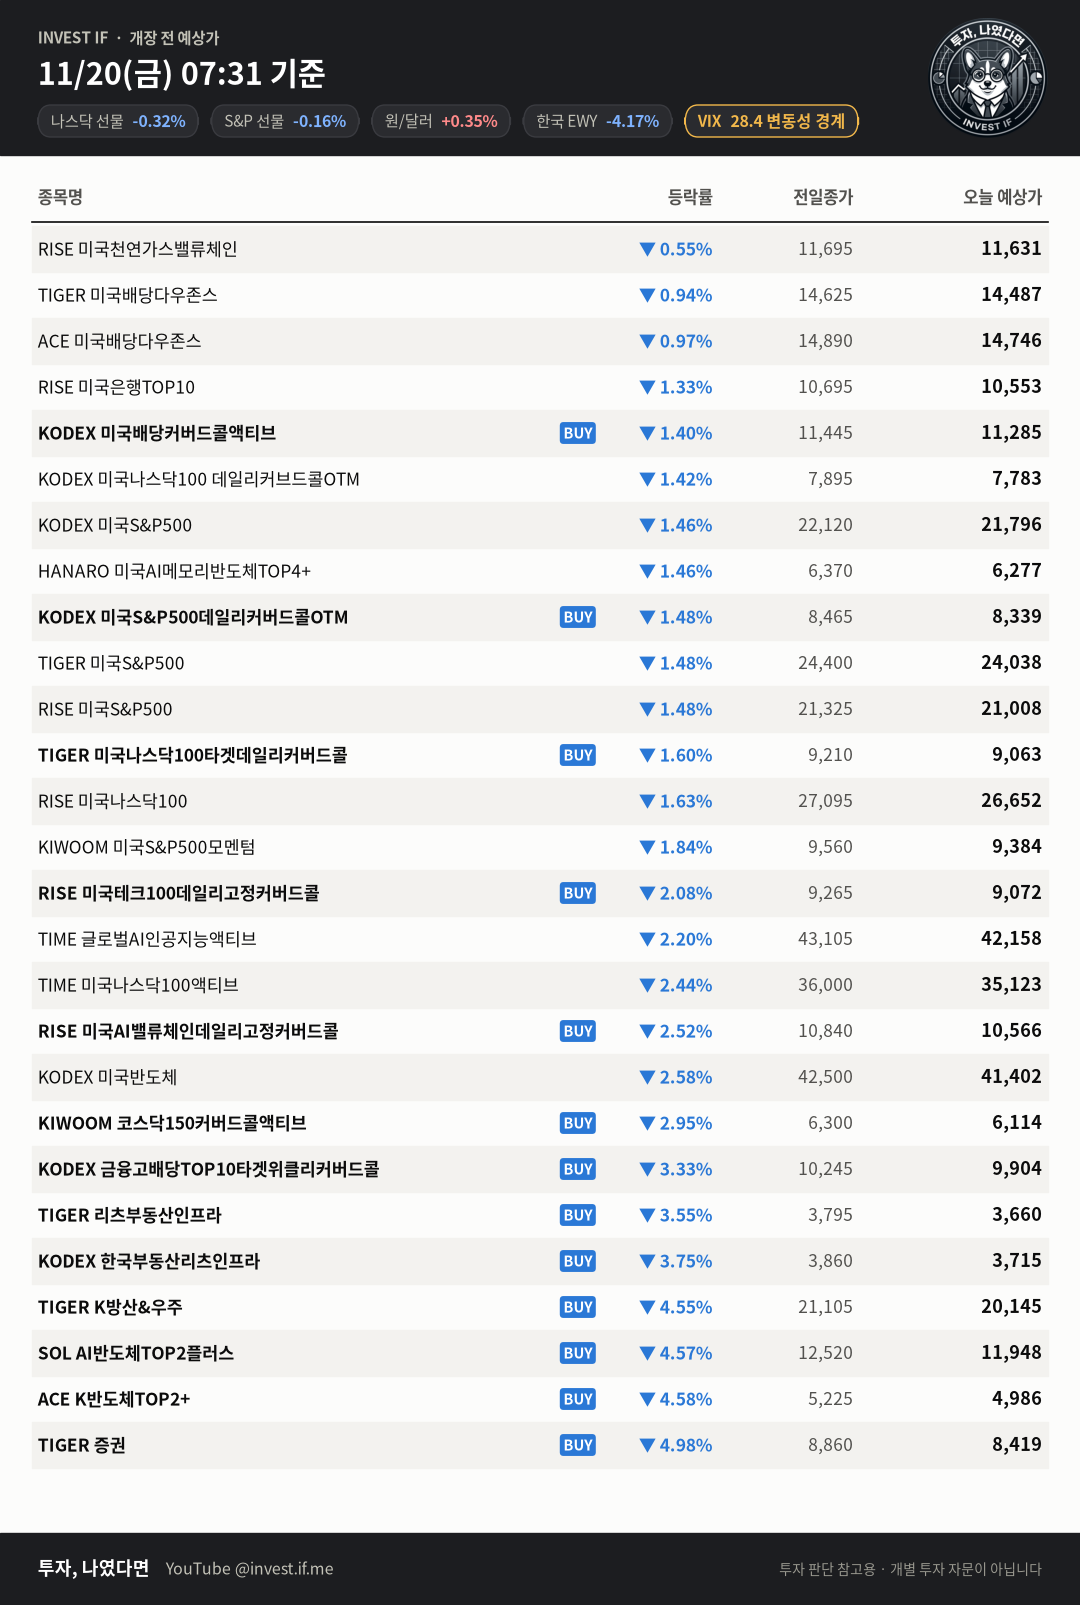 INVEST IF · 개장 전 예상가
11/20(금) 07:31 기준
나스닥 선물 -0.32% S&P 선물 -0.16% 원/달러 +0.35% 한국 EWY -4.17% VIX 28.4 변동성 경계
투자, 나였다면
INVEST IF
종목명 등락률 전일종가 오늘 예상가
RISE 미국천연가스밸류체인 ▼ 0.55% 11,695 11,631
TIGER 미국배당다우존스 ▼ 0.94% 14,625 14,487
ACE 미국배당다우존스 ▼ 0.97% 14,890 14,746
RISE 미국은행TOP10 ▼ 1.33% 10,695 10,553
KODEX 미국배당커버드콜액티브 BUY ▼ 1.40% 11,445 11,285
KODEX 미국나스닥100 데일리커브드콜OTM ▼ 1.42% 7,895 7,783
KODEX 미국S&P500 ▼ 1.46% 22,120 21,796
HANARO 미국AI메모리반도체TOP4+ ▼ 1.46% 6,370 6,277
KODEX 미국S&P500데일리커버드콜OTM BUY ▼ 1.48% 8,465 8,339
TIGER 미국S&P500 ▼ 1.48% 24,400 24,038
RISE 미국S&P500 ▼ 1.48% 21,325 21,008
TIGER 미국나스닥100타겟데일리커버드콜 BUY ▼ 1.60% 9,210 9,063
RISE 미국나스닥100 ▼ 1.63% 27,095 26,652
KIWOOM 미국S&P500모멘텀 ▼ 1.84% 9,560 9,384
RISE 미국테크100데일리고정커버드콜 BUY ▼ 2.08% 9,265 9,072
TIME 글로벌AI인공지능액티브 ▼ 2.20% 43,105 42,158
TIME 미국나스닥100액티브 ▼ 2.44% 36,000 35,123
RISE 미국AI밸류체인데일리고정커버드콜 BUY ▼ 2.52% 10,840 10,566
KODEX 미국반도체 ▼ 2.58% 42,500 41,402
KIWOOM 코스닥150커버드콜액티브 BUY ▼ 2.95% 6,300 6,114
KODEX 금융고배당TOP10타겟위클리커버드콜 BUY ▼ 3.33% 10,245 9,904
TIGER 리츠부동산인프라 BUY ▼ 3.55% 3,795 3,660
KODEX 한국부동산리츠인프라 BUY ▼ 3.75% 3,860 3,715
TIGER K방산&우주 BUY ▼ 4.55% 21,105 20,145
SOL AI반도체TOP2플러스 BUY ▼ 4.57% 12,520 11,948
ACE K반도체TOP2+ BUY ▼ 4.58% 5,225 4,986
TIGER 증권 BUY ▼ 4.98% 8,860 8,419
투자, 나였다면 YouTube @invest.if.me 투자 판단 참고용 · 개별 투자 자문이 아닙니다